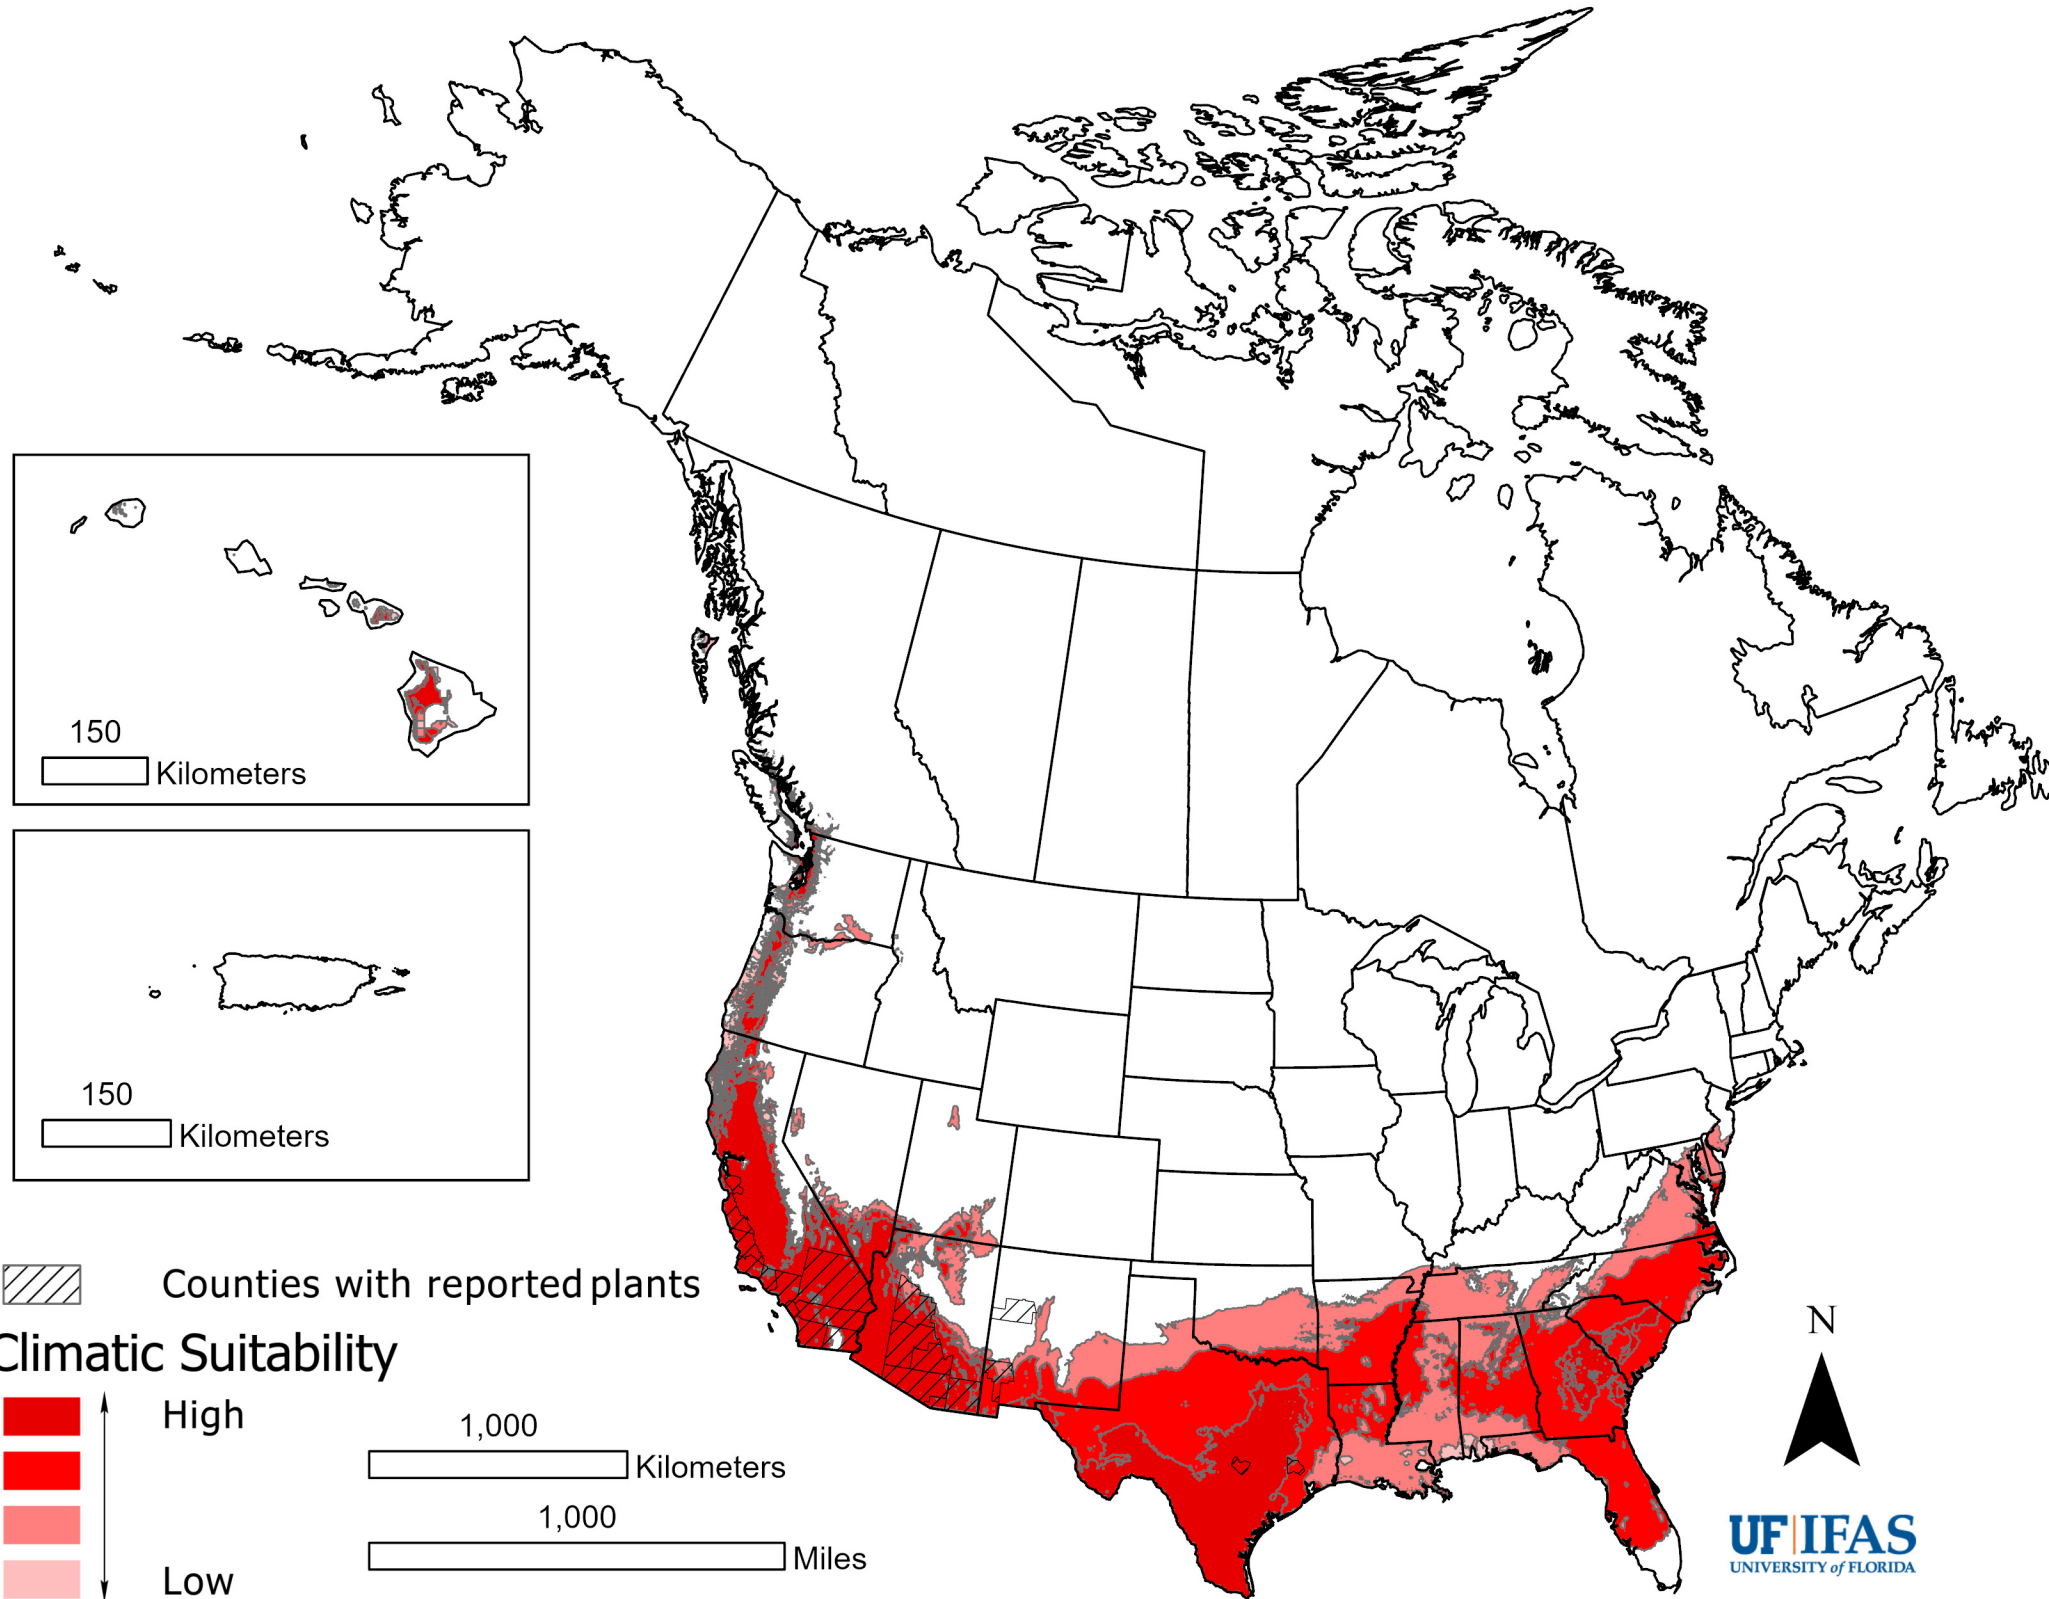 150
Kilometers
150
Kilometers
Counties with reported plants
Climatic Suitability
High
Low
1,000
Kilometers
1,000
Miles
N
UF|IFAS
UNIVERSITY of FLORIDA